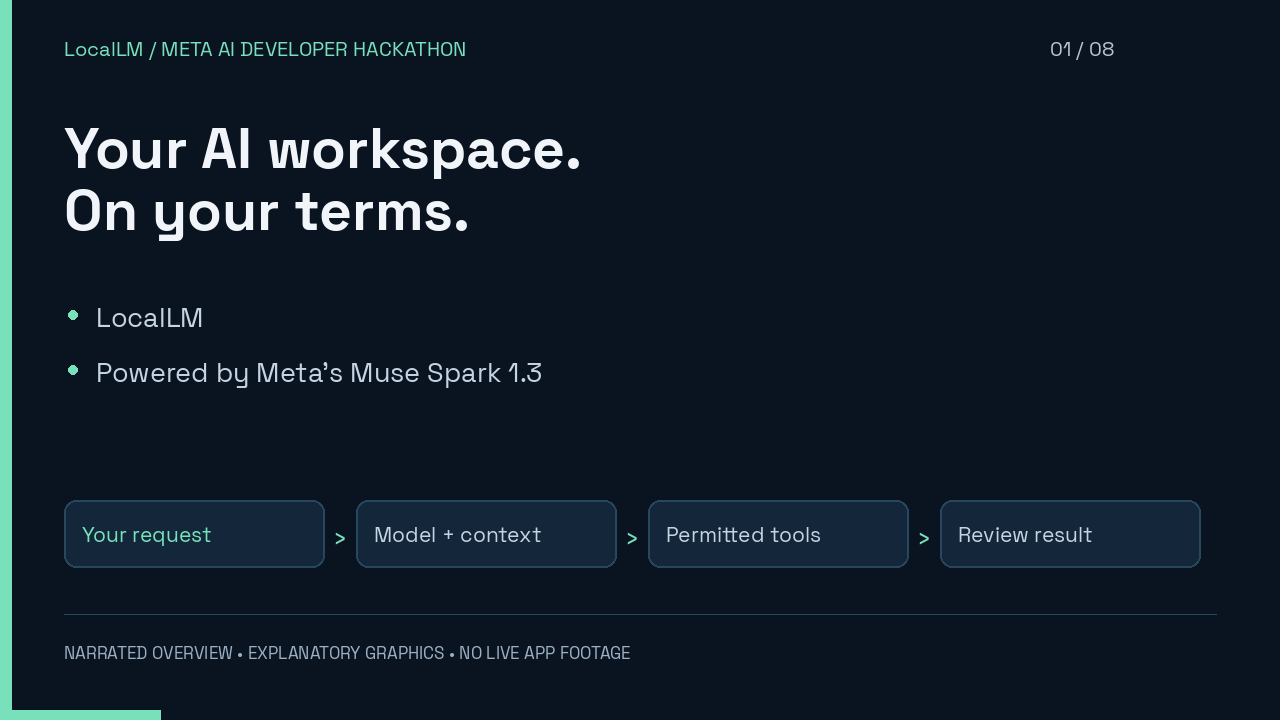 LocalLM / META AI DEVELOPER HACKATHON
01 / 08
Your AI workspace.
On your terms.
• LocalLM
• Powered by Meta’s Muse Spark 1.3
Your request > Model + context > Permitted tools > Review result
NARRATED OVERVIEW • EXPLANATORY GRAPHICS • NO LIVE APP FOOTAGE